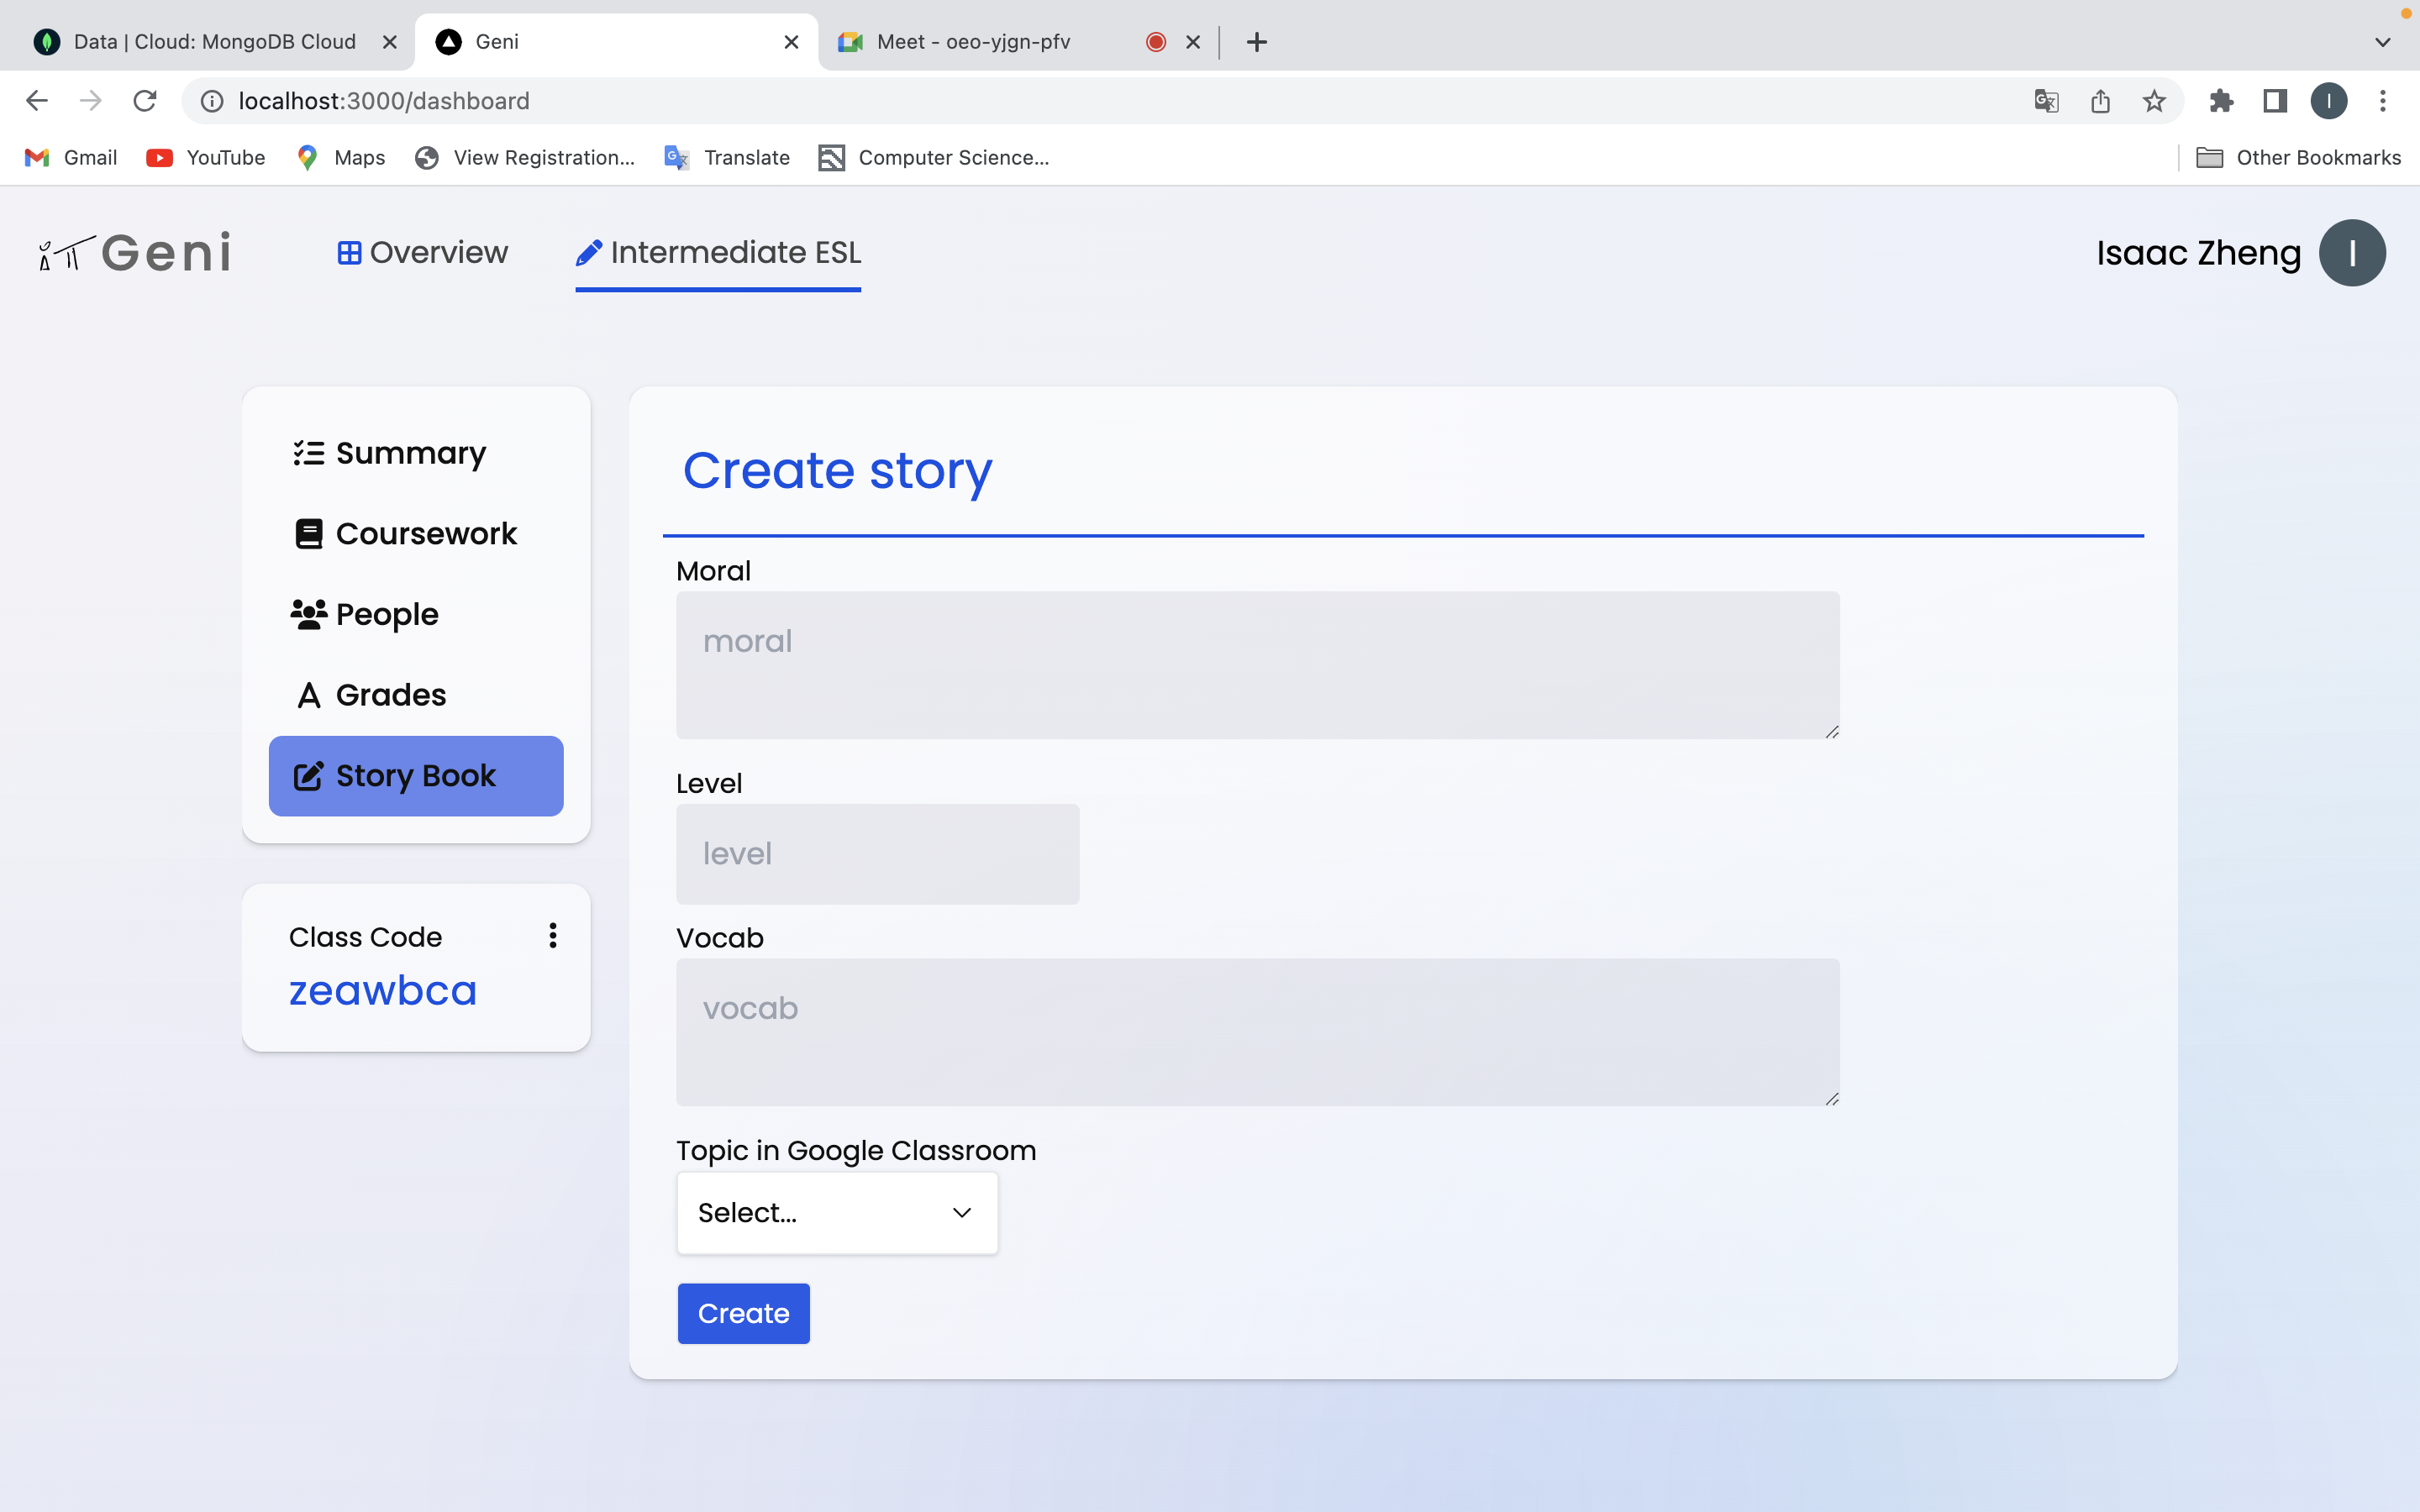 Data | Cloud: MongoDB Cloud
Geni
Meet - oeo-yjgn-pfv
localhost:3000/dashboard
I
Gmail
YouTube
Maps
View Registration...
Translate
Computer Science...
Other Bookmarks
Geni
Overview
Intermediate ESL
Isaac Zheng
I
Summary
Coursework
People
Grades
Story Book
Class Code
zeawbca
Create story
Moral
moral
Level
level
Vocab
vocab
Topic in Google Classroom
Select...
Create